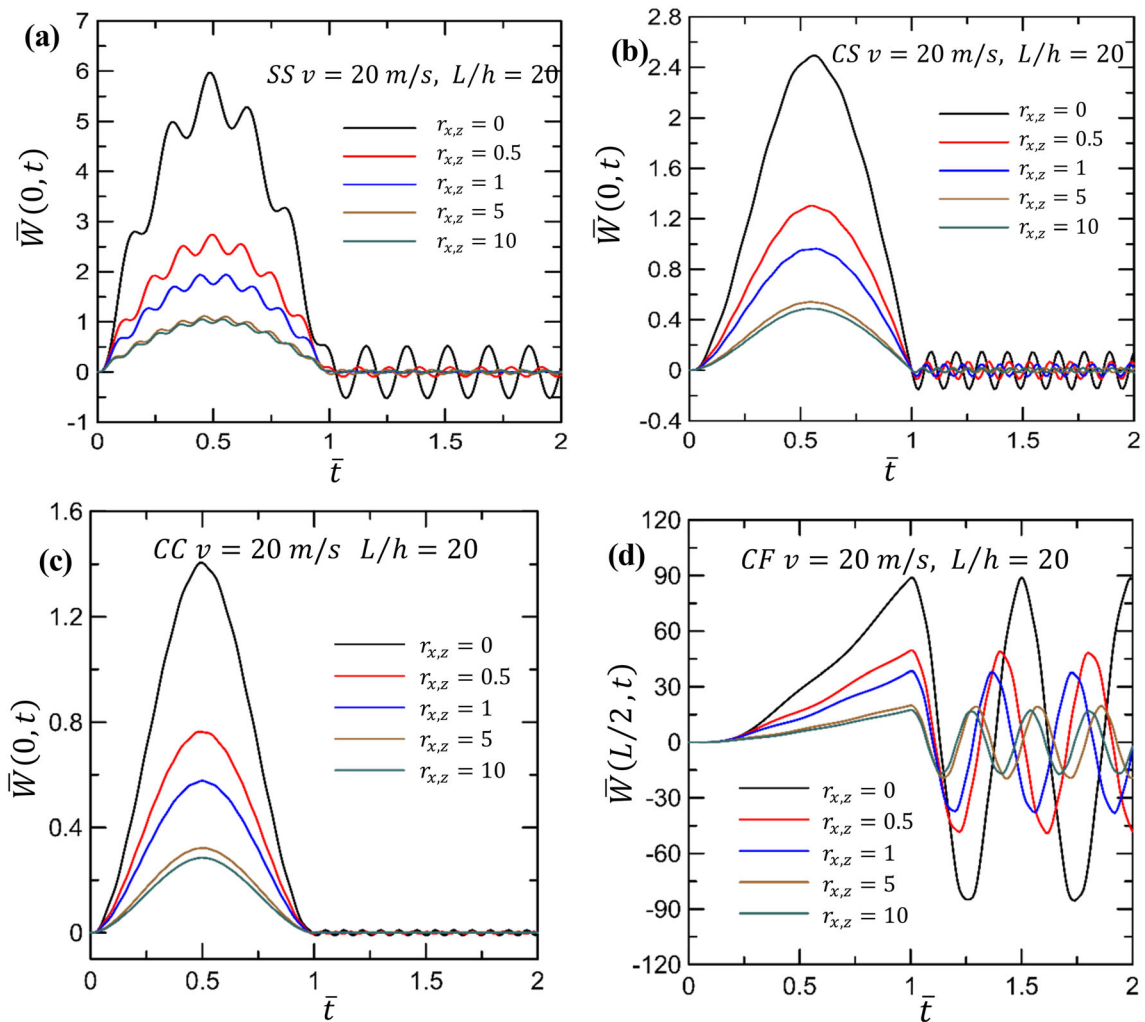 (a)
SS v = 20 m/s, L/h = 20
r_{x,z} = 0
r_{x,z} = 0.5
r_{x,z} = 1
r_{x,z} = 5
r_{x,z} = 10
7
6
5
4
3
2
1
0
-1
W̅(0, t)
0 0.5 1 1.5 2
t̅
(b)
CS v = 20 m/s, L/h = 20
r_{x,z} = 0
r_{x,z} = 0.5
r_{x,z} = 1
r_{x,z} = 5
r_{x,z} = 10
2.8
2.4
2
1.6
1.2
0.8
0.4
0
-0.4
W̅(0, t)
0 0.5 1 1.5 2
t̅
(c)
CC v = 20 m/s L/h = 20
r_{x,z} = 0
r_{x,z} = 0.5
r_{x,z} = 1
r_{x,z} = 5
r_{x,z} = 10
1.6
1.2
0.8
0.4
0
W̅(0, t)
0 0.5 1 1.5 2
t̅
(d)
CF v = 20 m/s, L/h = 20
120
90
60
30
0
-30
-60
-90
-120
W̅(L/2, t)
r_{x,z} = 0
r_{x,z} = 0.5
r_{x,z} = 1
r_{x,z} = 5
r_{x,z} = 10
0 0.5 1 1.5 2
t̅